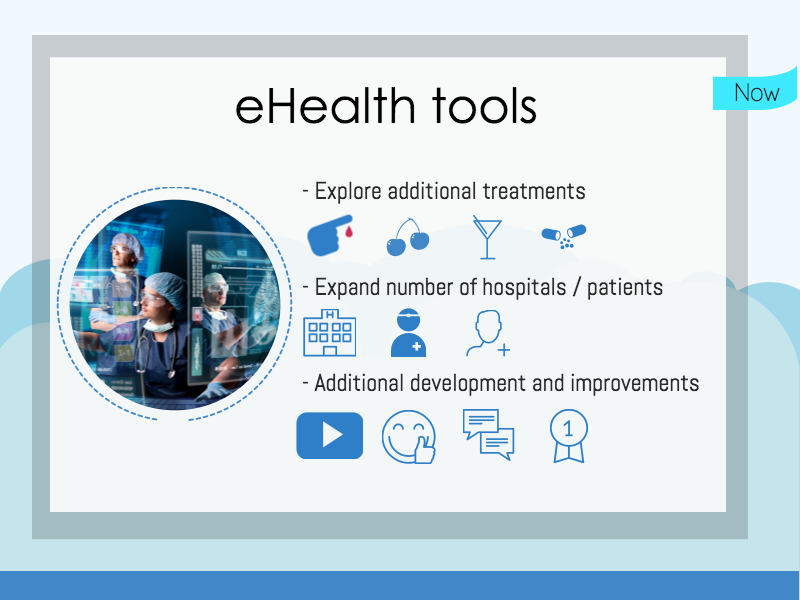 eHealth tools
Now
- Explore additional treatments
- Expand number of hospitals / patients
H
- Additional development and improvements
1